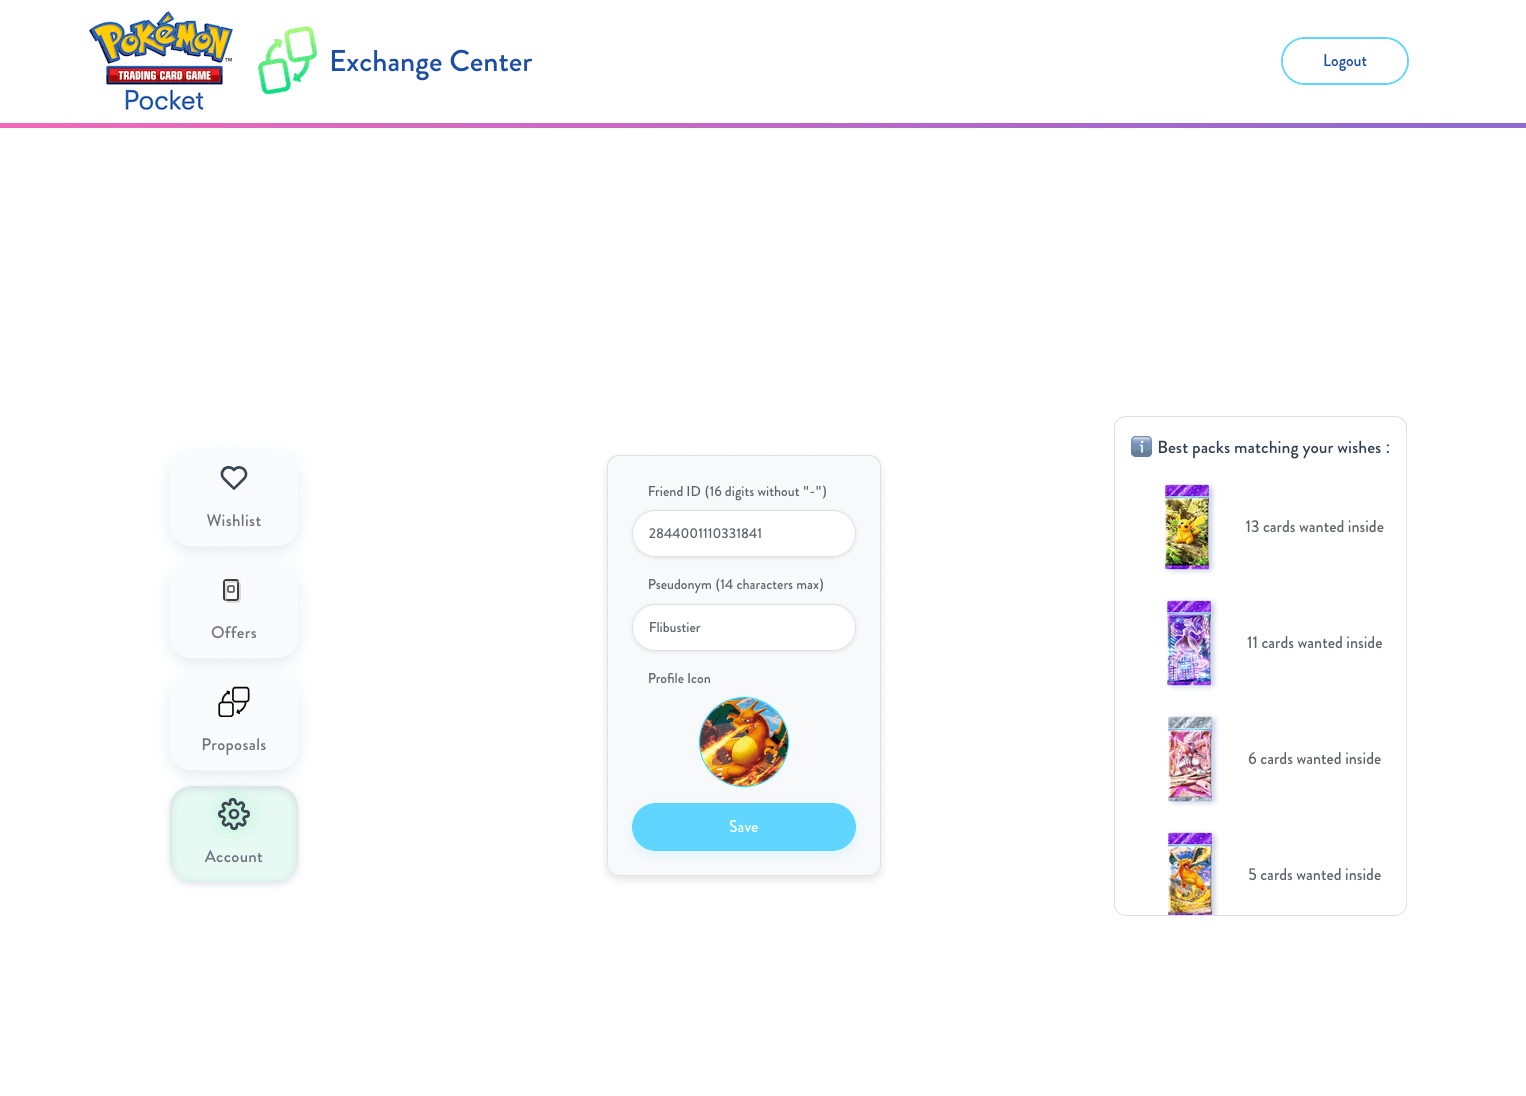 Pokémon
TRADING CARD GAME
Pocket
Exchange Center
Logout
Wishlist
Offers
Proposals
Account
Friend ID (16 digits without "-")
2844001110331841
Pseudonym (14 characters max)
Flibustier
Profile Icon
Save
Best packs matching your wishes :
13 cards wanted inside
11 cards wanted inside
6 cards wanted inside
5 cards wanted inside